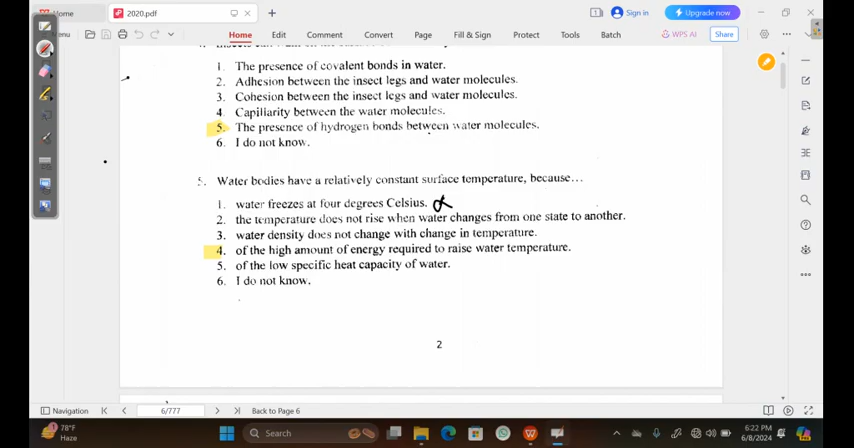 Home
2020.pdf
1
Sign in
Upgrade now
Menu
Home
Edit
Comment
Convert
Page
Fill & Sign
Protect
Tools
Batch
WPS AI
Share
1. The presence of covalent bonds in water.
2. Adhesion between the insect legs and water molecules.
3. Cohesion between the insect legs and water molecules.
4. Capillarity between the water molecules.
5. The presence of hydrogen bonds between water molecules.
6. I do not know.
5. Water bodies have a relatively constant surface temperature, because...
1. water freezes at four degrees Celsius.
2. the temperature does not rise when water changes from one state to another.
3. water density does not change with change in temperature.
4. of the high amount of energy required to raise water temperature.
5. of the low specific heat capacity of water.
6. I do not know.
2
Navigation
6/777
Back to Page 6
78°F
Haze
Search
6:22 PM
6/8/2024